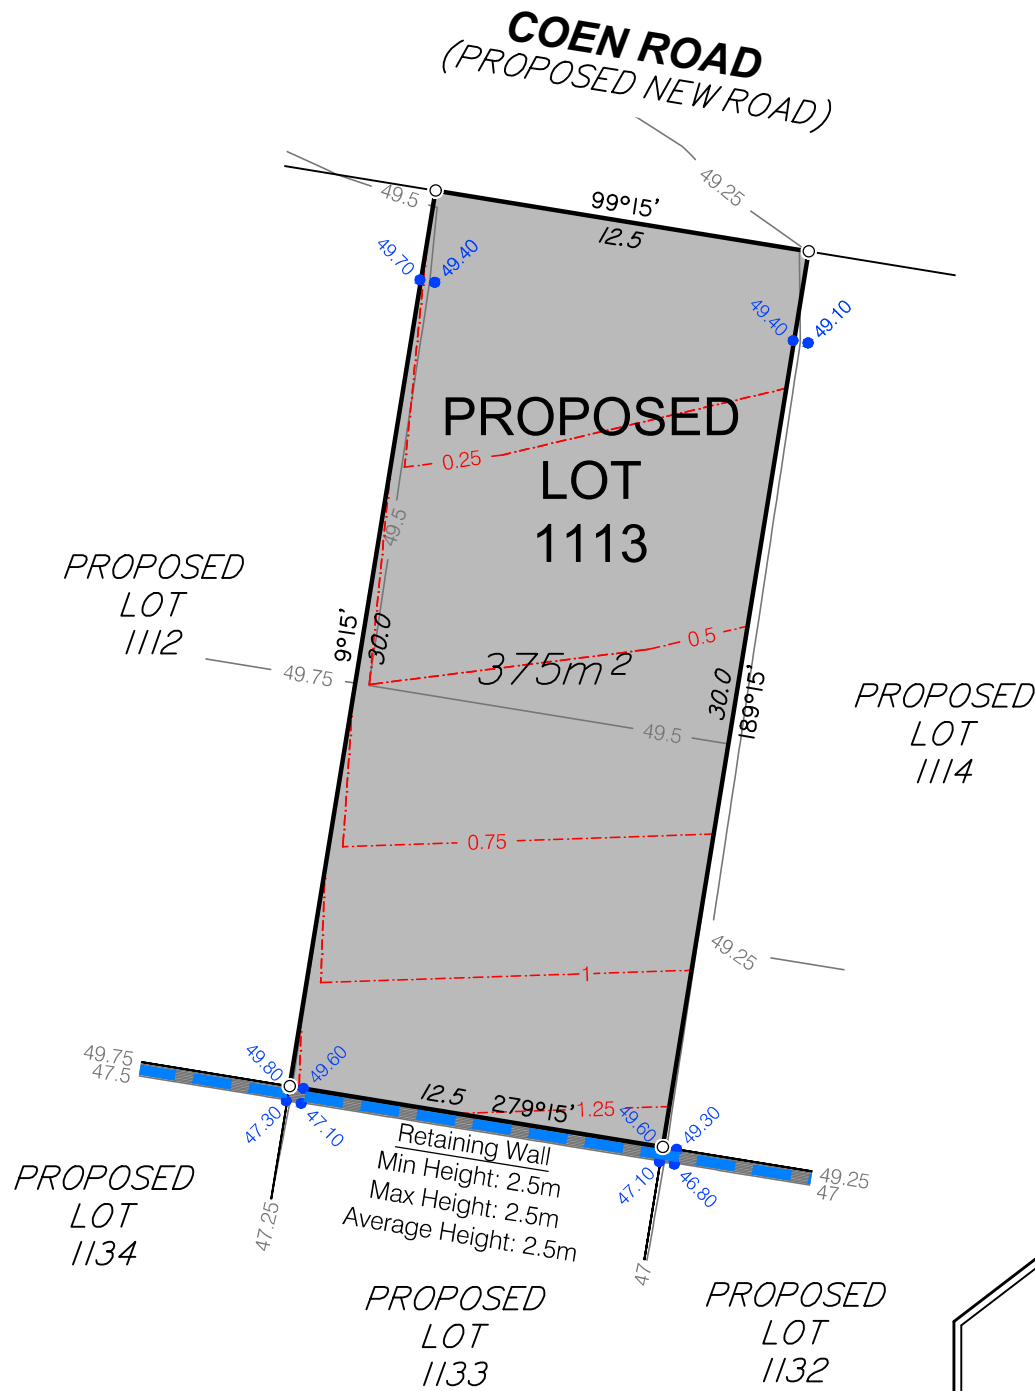 COEN ROAD
(PROPOSED NEW ROAD)
49.25
49.5
99°15'
12.5
49.70
49.40
49.40
49.10
PROPOSED
LOT
1113
0.25
49.5
PROPOSED
LOT
1112
9°15'
30.0
49.75
375m²
0.5
30.0
189°15'
49.5
PROPOSED
LOT
1114
0.75
49.25
1
49.75
47.5
49.80
49.60
47.30
47.10
12.5
279°15'
1.25
49.60
49.30
47.10
46.80
49.25
47
Retaining Wall
Min Height: 2.5m
Max Height: 2.5m
Average Height: 2.5m
PROPOSED
LOT
1134
47.25
47
PROPOSED
LOT
1133
PROPOSED
LOT
1132